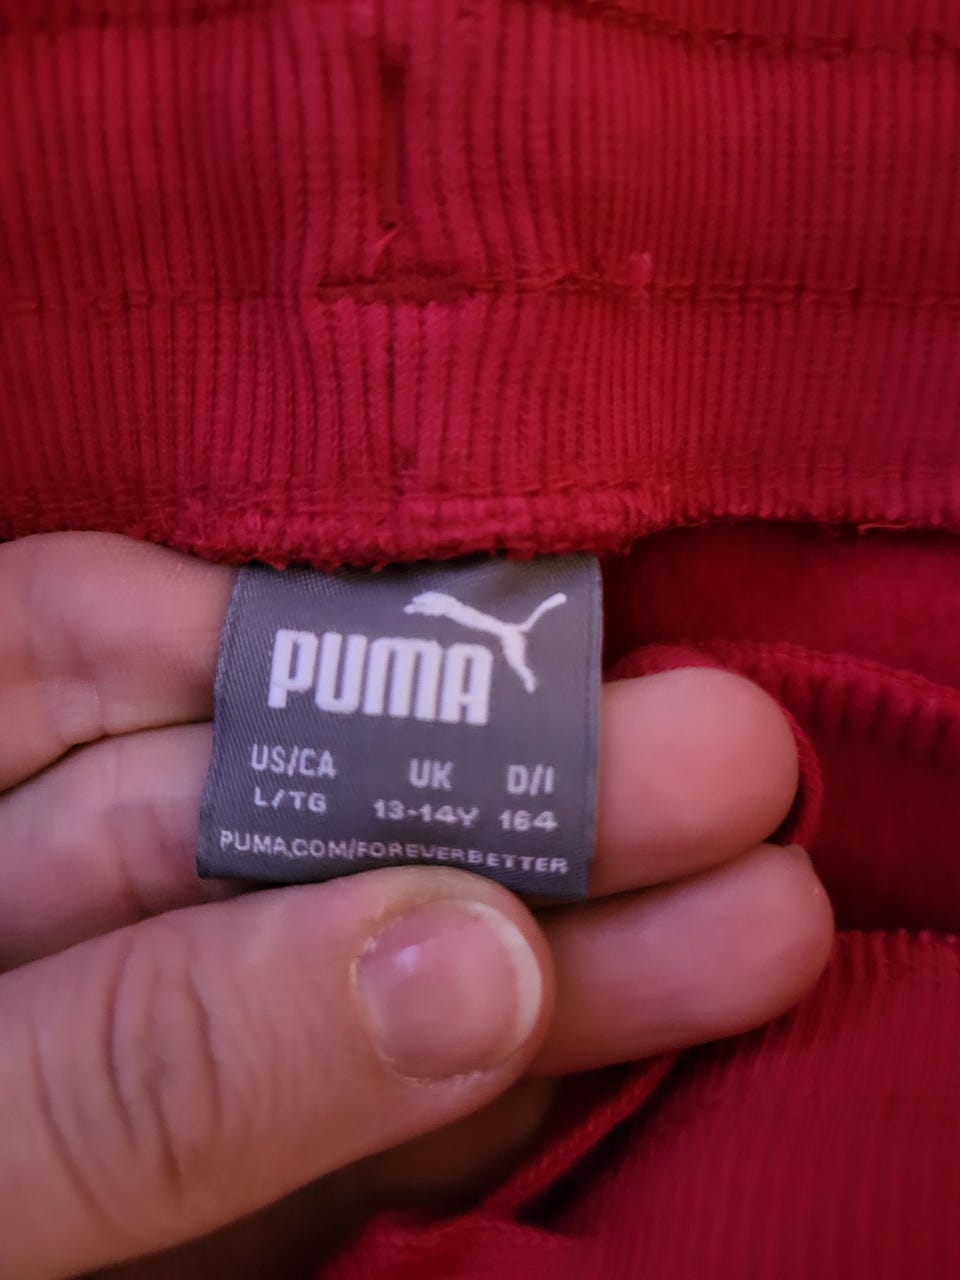 PUMA
US/CA UK D/I
L/TG 13-14Y 164
PUMA.COM/FOREVERBETTER